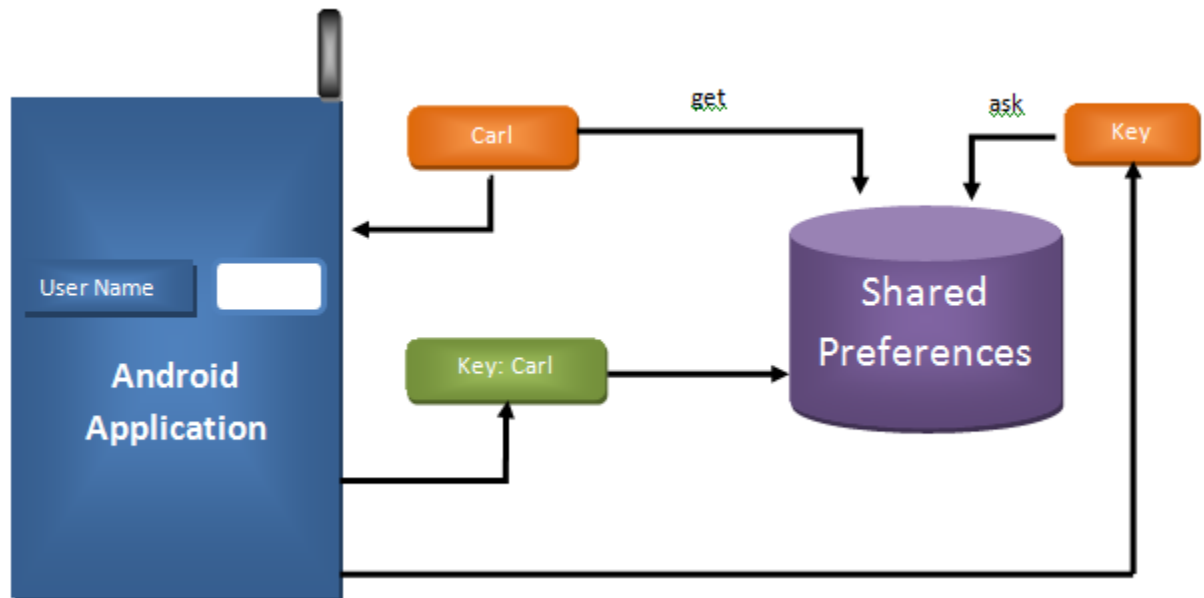 get
ask
Carl
Key
User Name
Shared
Preferences
Key: Carl
Android
Application